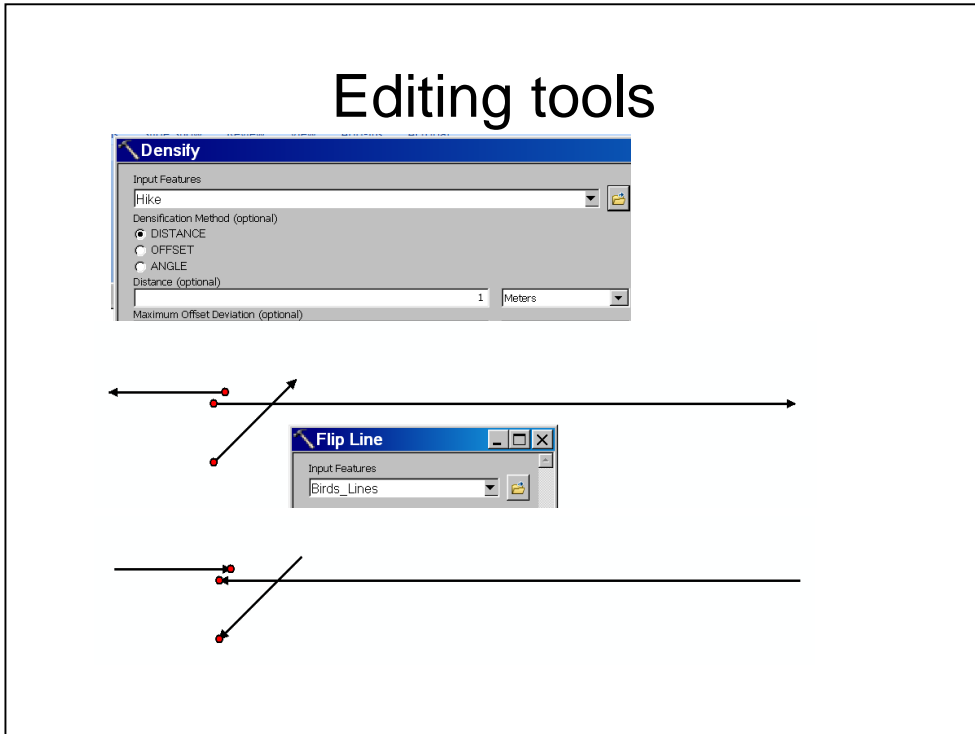 Editing tools
Densify
Input Features
Hike
Densification Method (optional)
DISTANCE
OFFSET
ANGLE
Distance (optional)
1 Meters
Maximum Offset Deviation (optional)
Flip Line
Input Features
Birds_Lines